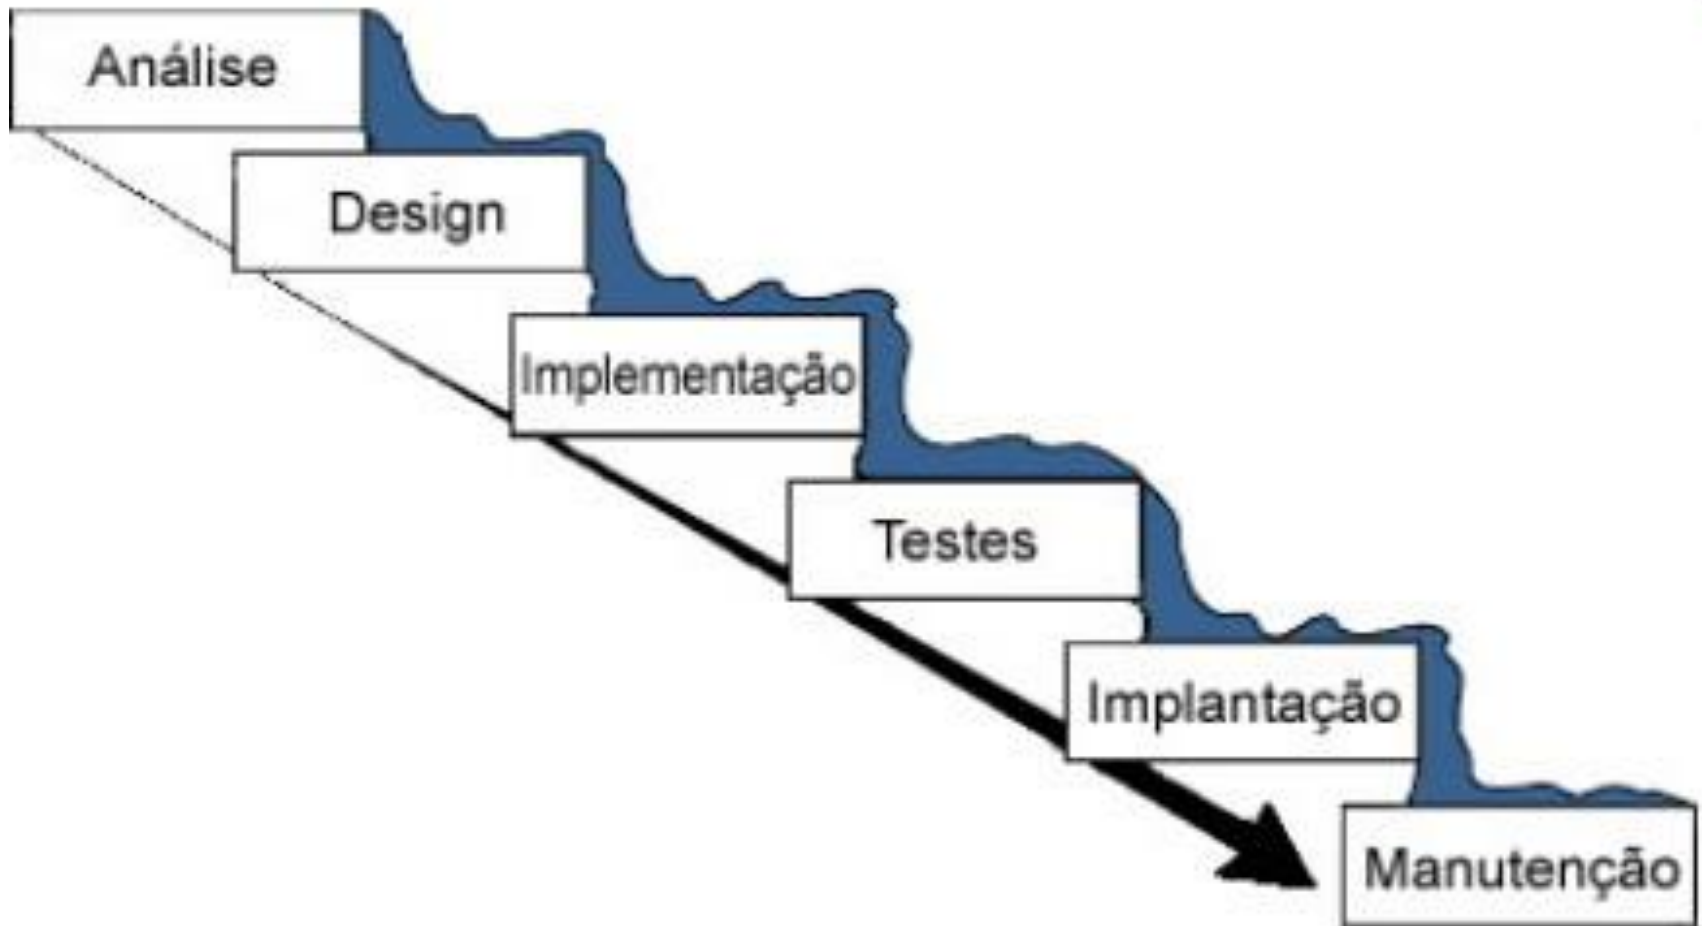 Análise
Design
Implementação
Testes
Implantação
Manutenção